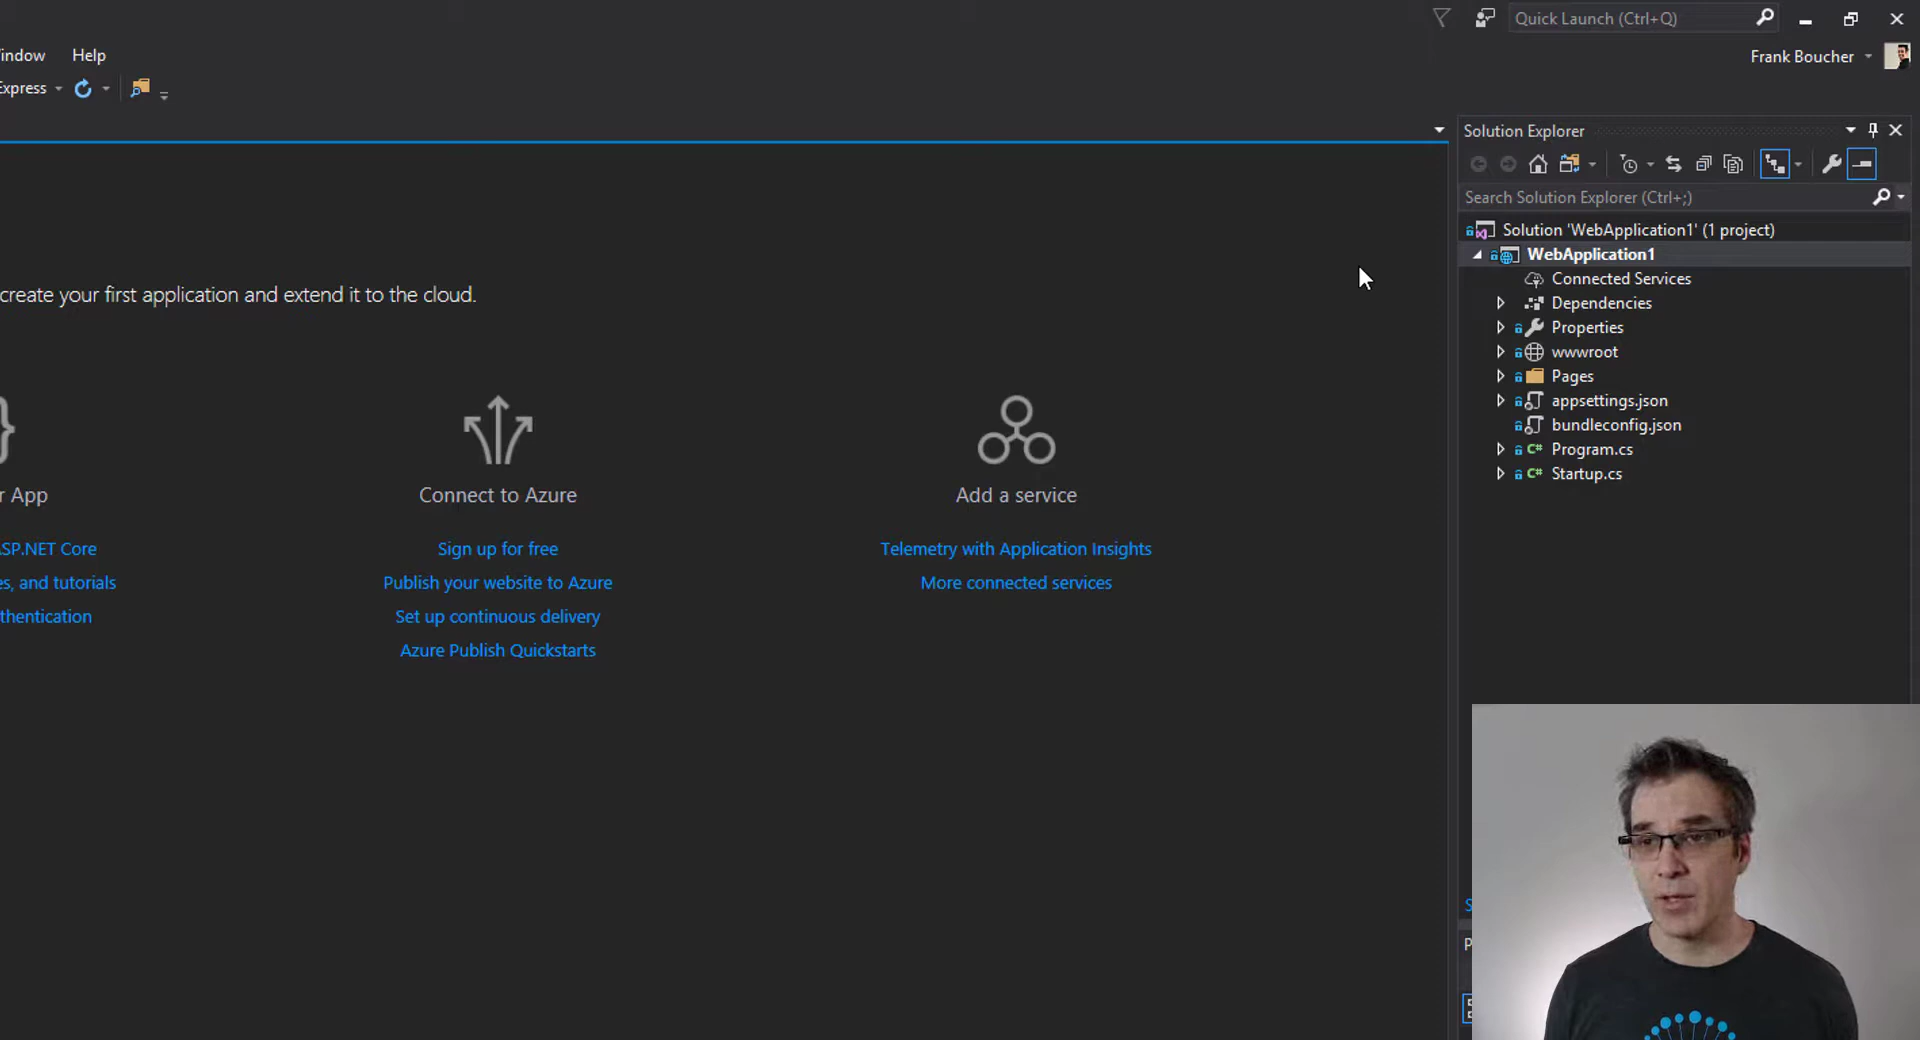 Quick Launch (Ctrl+Q)
indow Help
Frank Boucher
xpress
Solution Explorer
Search Solution Explorer (Ctrl+;)
Solution 'WebApplication1' (1 project)
WebApplication1
Connected Services
Dependencies
Properties
wwwroot
Pages
appsettings.json
bundleconfig.json
C# Program.cs
C# Startup.cs
create your first application and extend it to the cloud.
r App
SP.NET Core
es, and tutorials
thentication
Connect to Azure
Sign up for free
Publish your website to Azure
Set up continuous delivery
Azure Publish Quickstarts
Add a service
Telemetry with Application Insights
More connected services
S
P